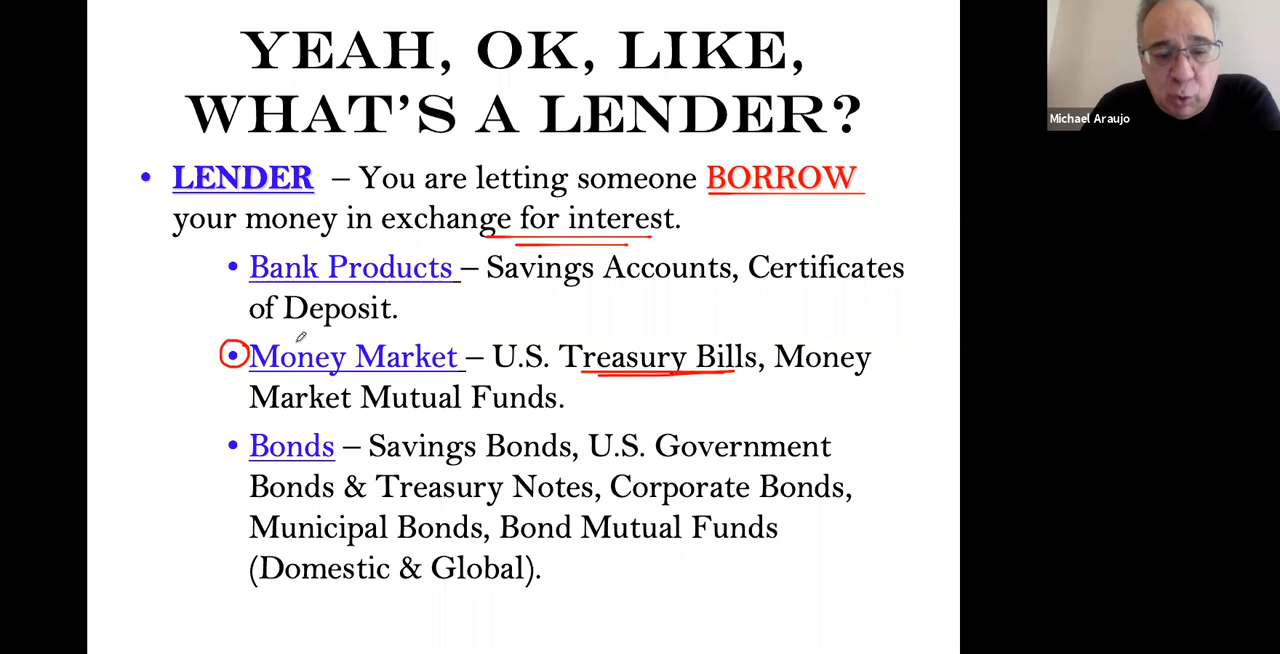 YEAH, OK, LIKE,
WHAT'S A LENDER?
• LENDER – You are letting someone BORROW
your money in exchange for interest.
• Bank Products – Savings Accounts, Certificates
of Deposit.
• Money Market – U.S. Treasury Bills, Money
Market Mutual Funds.
• Bonds – Savings Bonds, U.S. Government
Bonds & Treasury Notes, Corporate Bonds,
Municipal Bonds, Bond Mutual Funds
(Domestic & Global).
Michael Araujo